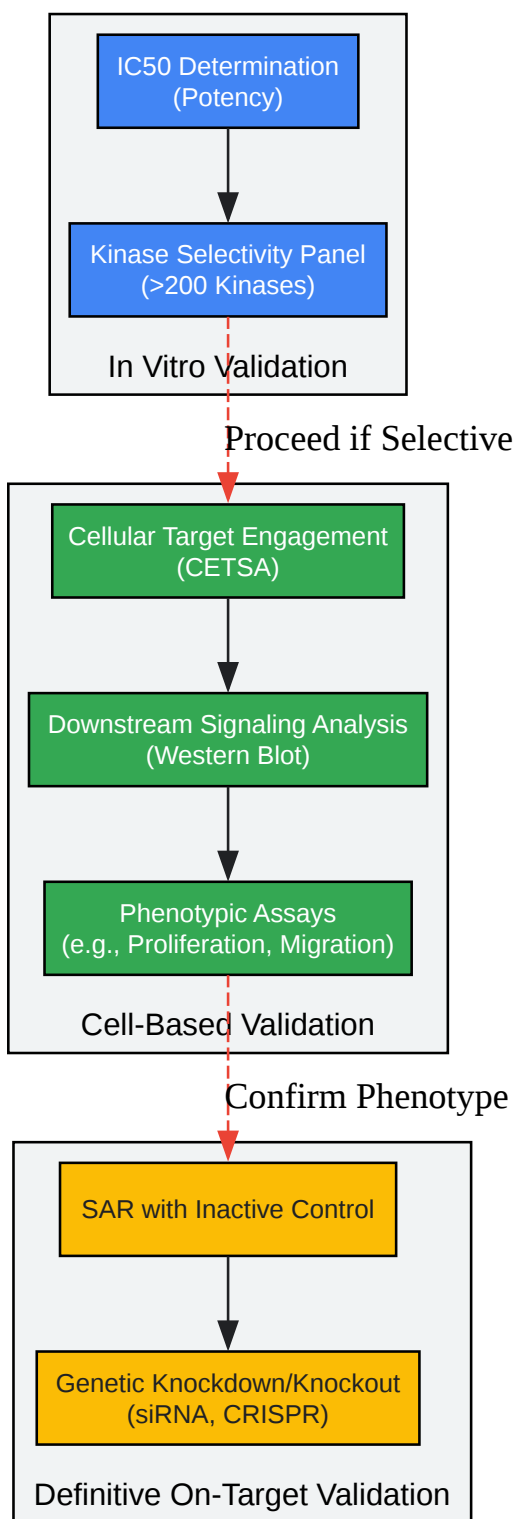 IC50 Determination
(Potency)
Kinase Selectivity Panel
(>200 Kinases)
In Vitro Validation
Proceed if Selective
Cellular Target Engagement
(CETSA)
Downstream Signaling Analysis
(Western Blot)
Phenotypic Assays
(e.g., Proliferation, Migration)
Cell-Based Validation
Confirm Phenotype
SAR with Inactive Control
Genetic Knockdown/Knockout
(siRNA, CRISPR)
Definitive On-Target Validation